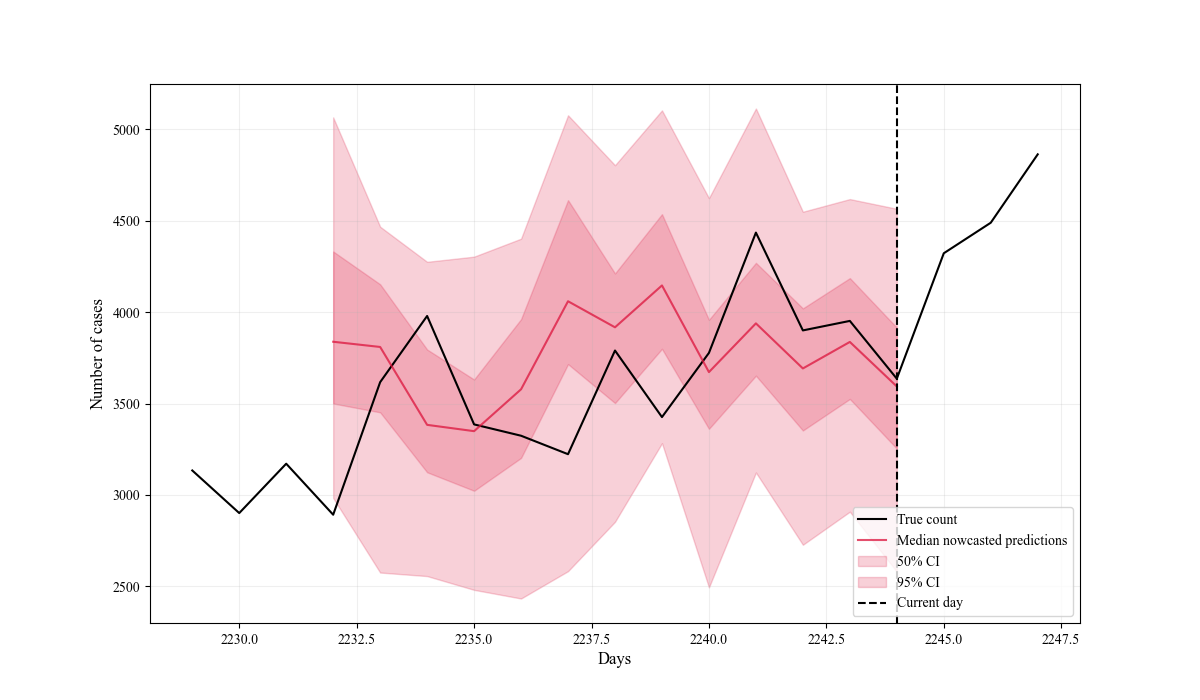 5000
4500
4000
3500
3000
2500
Number of cases
True count
Median nowcasted predictions
50% CI
95% CI
Current day
2230.0 2232.5 2235.0 2237.5 2240.0 2242.5 2245.0 2247.5
Days